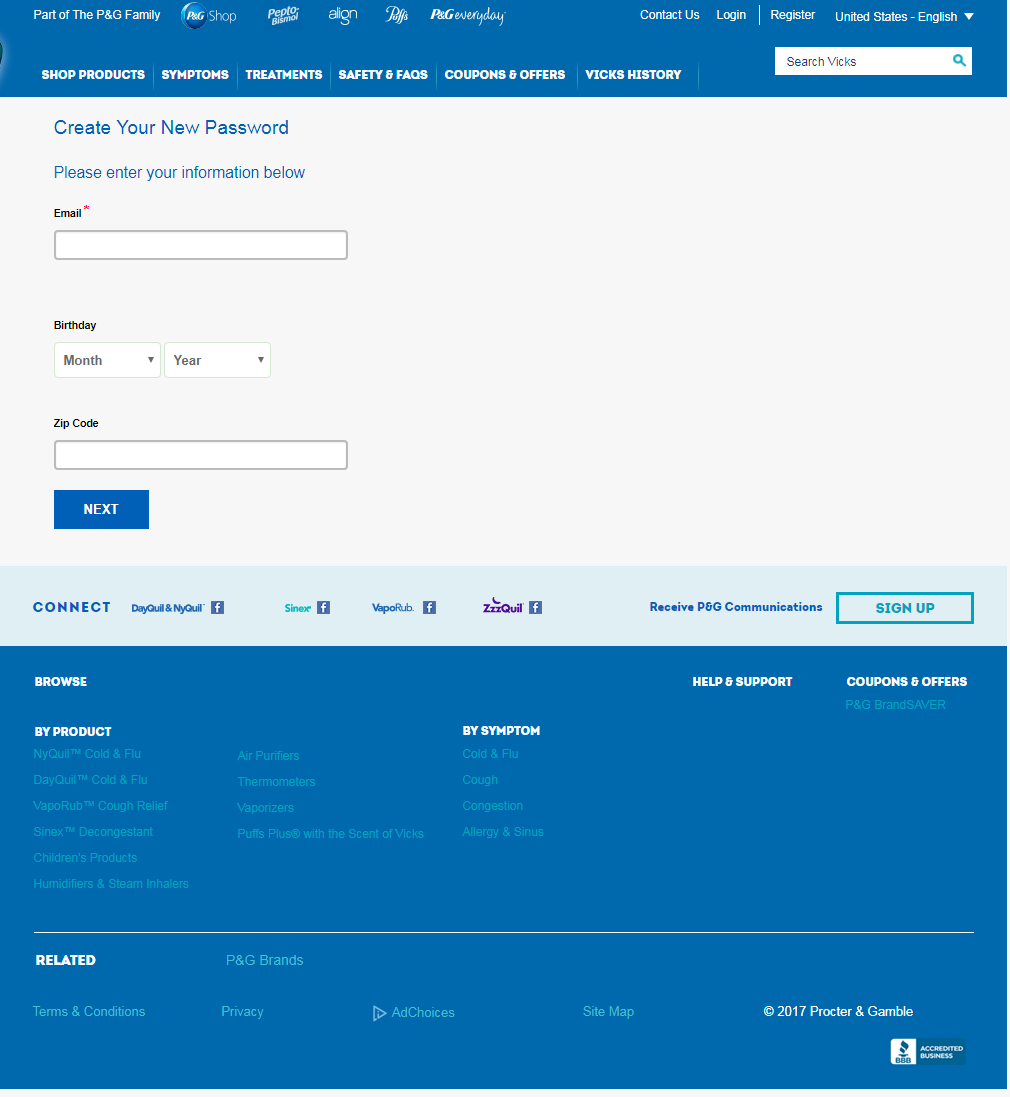 Part of The P&G Family P&G Shop Pepto Bismol align Puffs P&G everyday Contact Us Login Register United States - English
SHOP PRODUCTS SYMPTOMS TREATMENTS SAFETY & FAQS COUPONS & OFFERS VICKS HISTORY Search Vicks
Create Your New Password
Please enter your information below
Email *
Birthday
Month Year
Zip Code
NEXT
CONNECT DayQuil & NyQuil Sinex VapoRub. ZzzQuil Receive P&G Communications SIGN UP
BROWSE HELP & SUPPORT COUPONS & OFFERS
P&G BrandSAVER
BY PRODUCT BY SYMPTOM
NyQuil™ Cold & Flu Air Purifiers Cold & Flu
DayQuil™ Cold & Flu Thermometers Cough
VapoRub™ Cough Relief Vaporizers Congestion
Sinex™ Decongestant Puffs Plus® with the Scent of Vicks Allergy & Sinus
Children's Products
Humidifiers & Steam Inhalers
RELATED P&G Brands
Terms & Conditions Privacy AdChoices Site Map © 2017 Procter & Gamble
BBB ACCREDITED BUSINESS